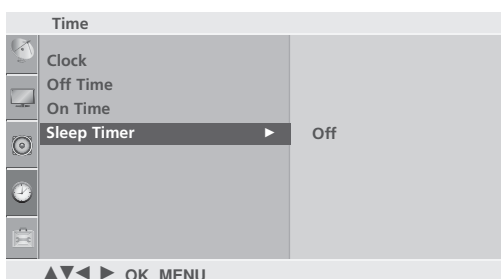 Time
Clock
Off Time
On Time
Sleep Timer ► Off
▲▼◄ ► OK MENU